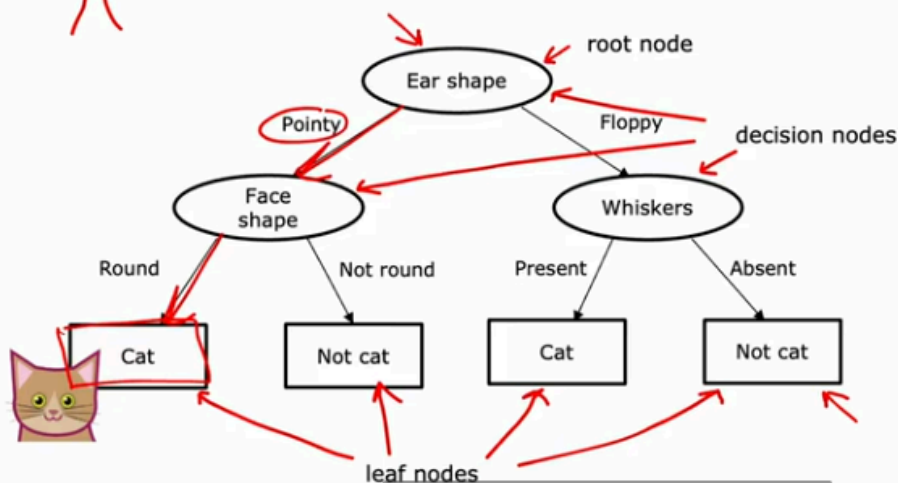 root node
Ear shape
Pointy
Floppy
decision nodes
Face
shape
Whiskers
Round
Not round
Present
Absent
Cat
Not cat
Cat
Not cat
leaf nodes